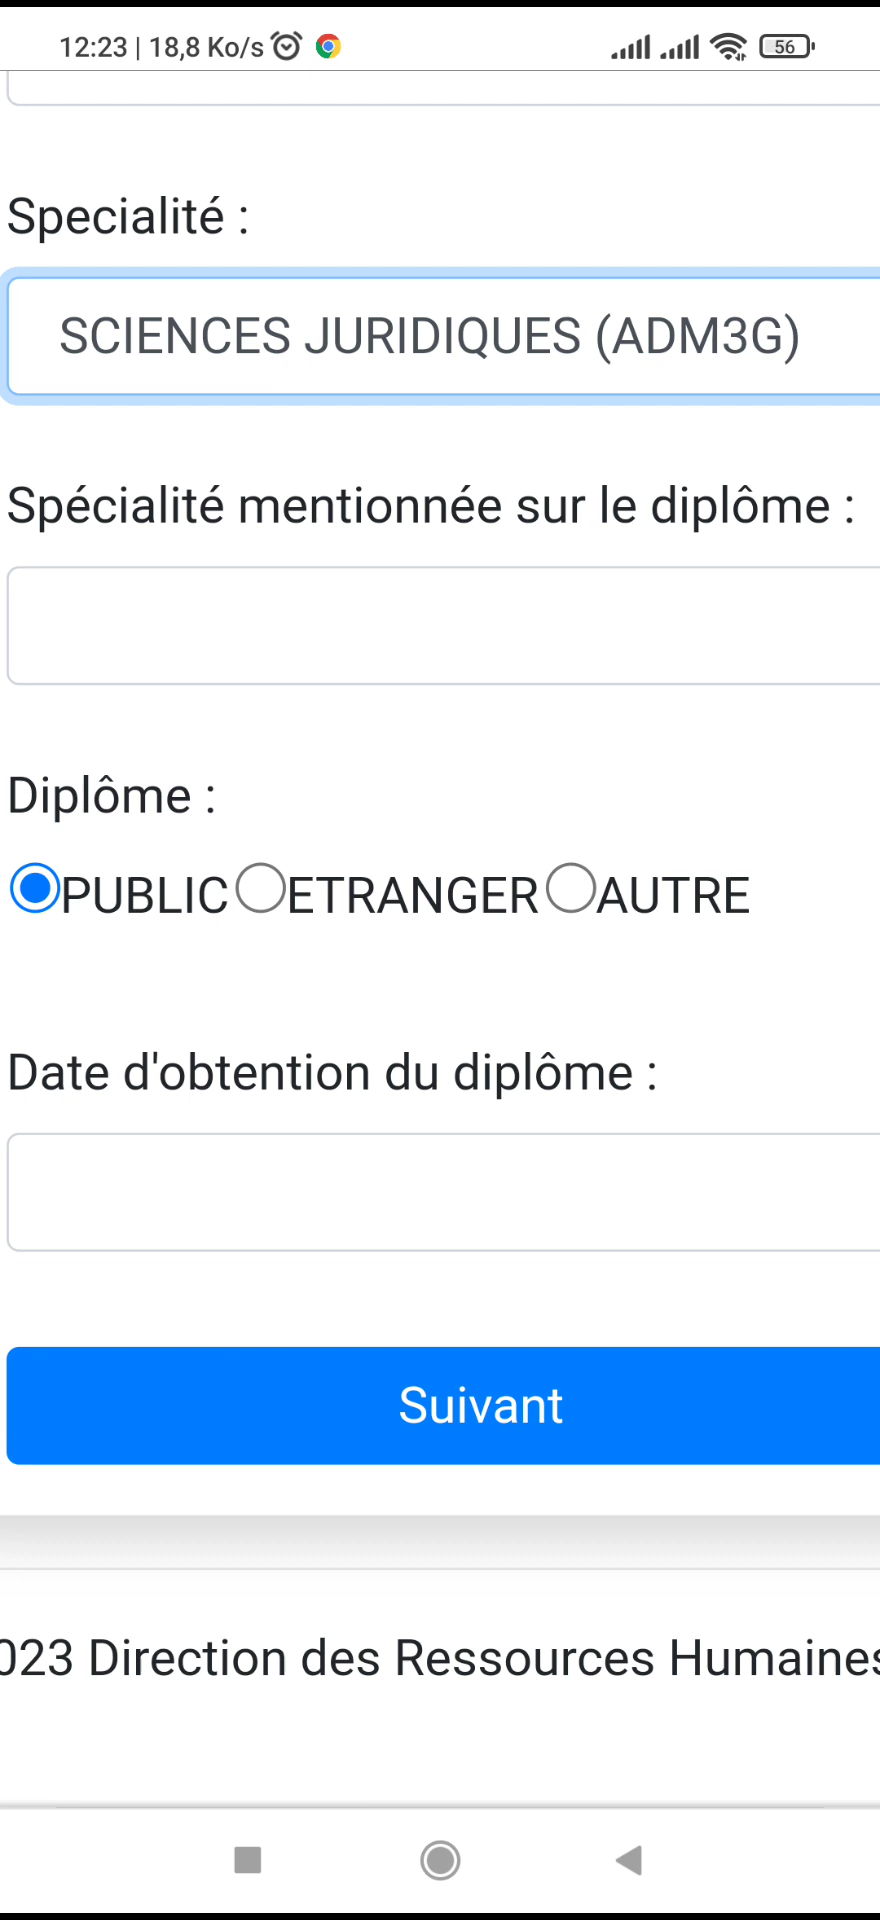 12:23 | 18,8 Ko/s
56
Specialité :
SCIENCES JURIDIQUES (ADM3G)
Spécialité mentionnée sur le diplôme :
Diplôme :
PUBLIC ETRANGER AUTRE
Date d'obtention du diplôme :
Suivant
023 Direction des Ressources Humaines